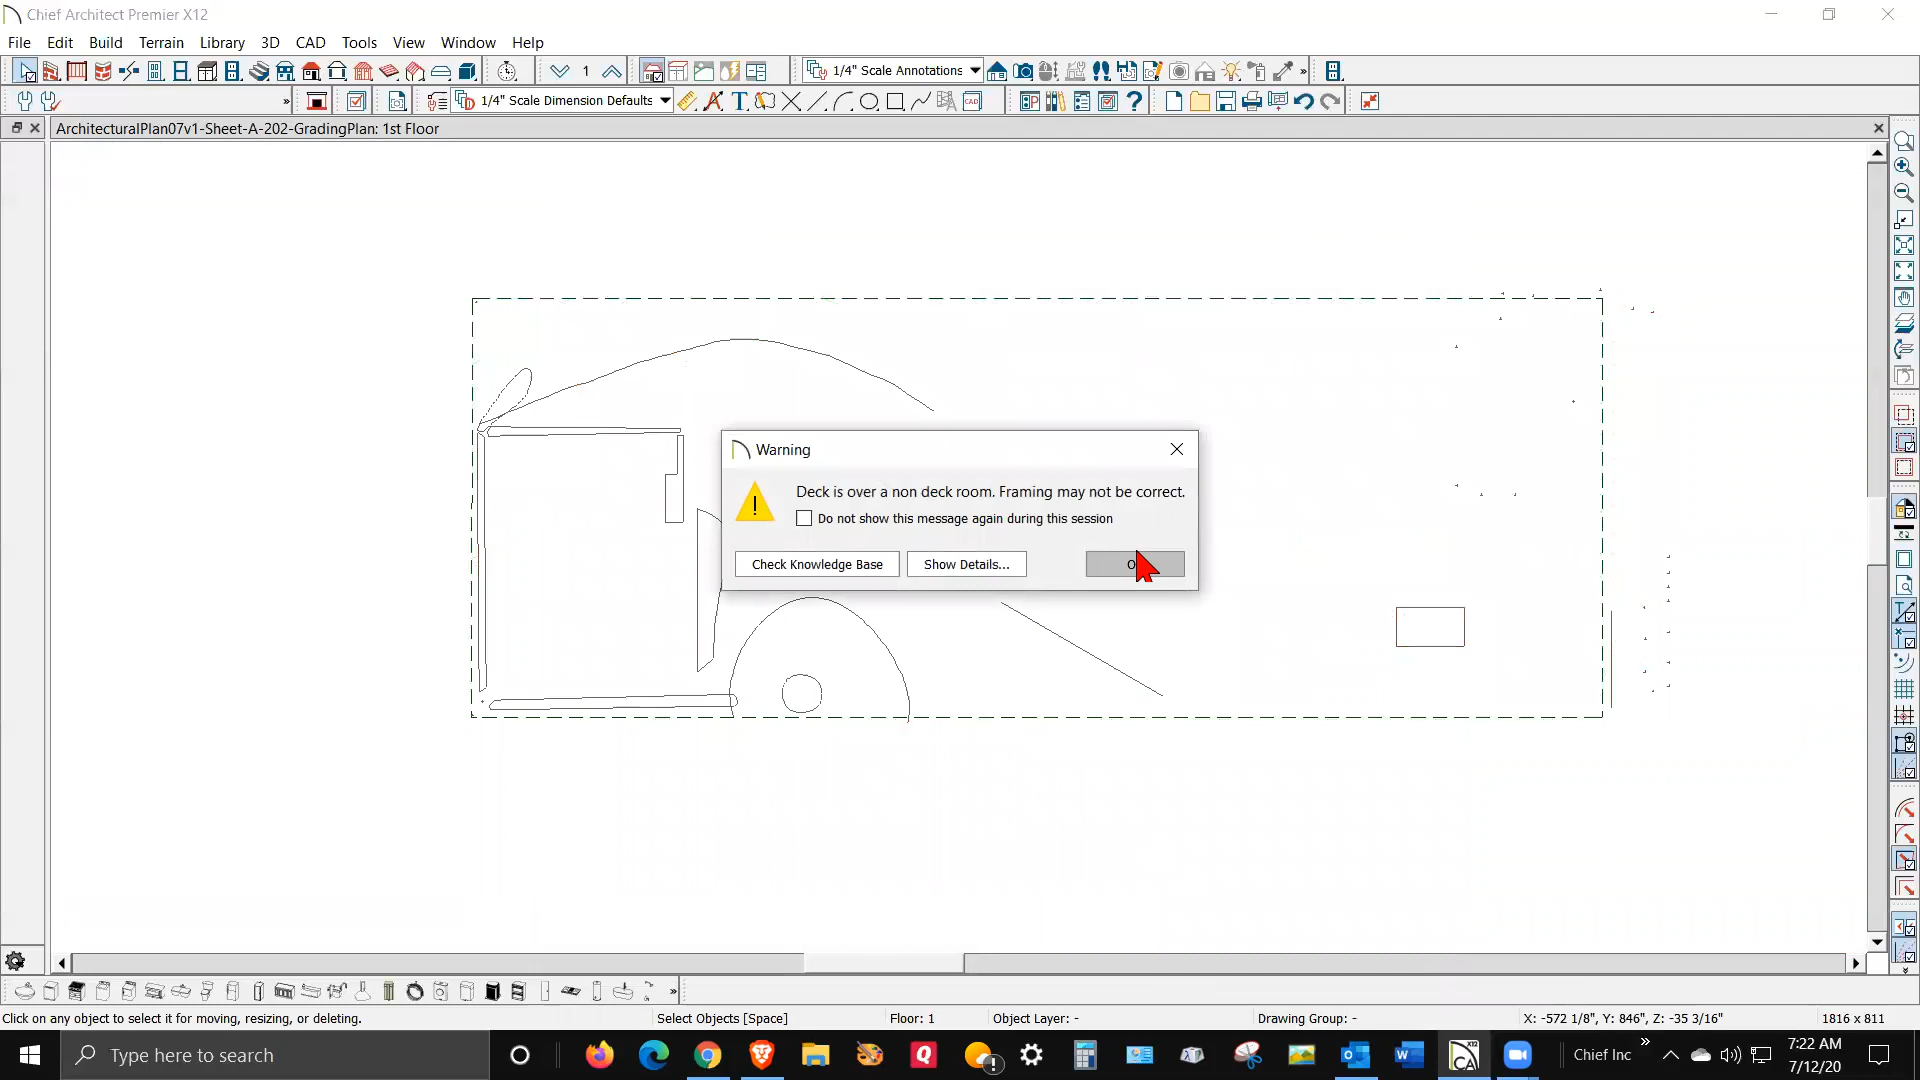 Chief Architect Premier X12
File Edit Build Terrain Library 3D CAD Tools View Window Help
1 1/4" Scale Annotations
1/4" Scale Dimension Defaults
ArchitecturalPlan07v1-Sheet-A-202-GradingPlan: 1st Floor
Warning
Deck is over a non deck room. Framing may not be correct.
Do not show this message again during this session
Check Knowledge Base Show Details...
Click on any object to select it for moving, resizing, or deleting. Select Objects [Space] Floor: 1 Object Layer: - Drawing Group: - X: -572 1/8", Y: 846", Z: -35 3/16" 1816 x 811
Type here to search Chief Inc 7:22 AM
7/12/20